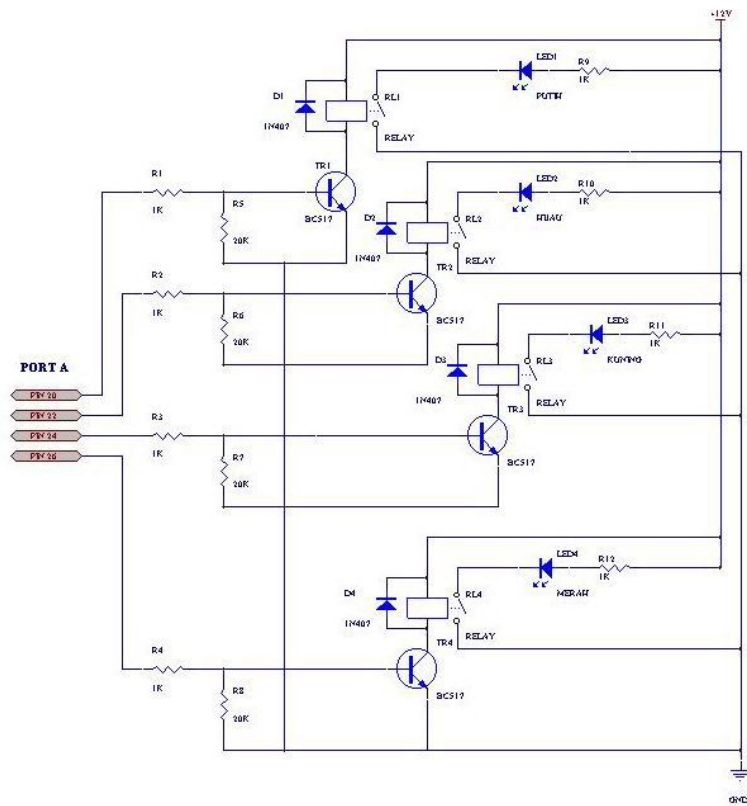 +12V
LED1
R9
1K
PUTIH
D1
1N407
RL1
RELAY
TR1
BC517
R1
1K
R5
20K
LED2
R10
1K
HIJAU
D2
1N407
RL2
RELAY
TR2
BC517
R2
1K
R6
20K
LED3
R11
1K
KUNING
D3
1N407
RL3
RELAY
TR3
BC517
PORT A
PIN 20
PIN 22
PIN 24
PIN 26
R3
1K
R7
20K
LED4
R12
1K
MERAH
D4
1N407
RL4
RELAY
TR4
BC517
R4
1K
R8
20K
GND